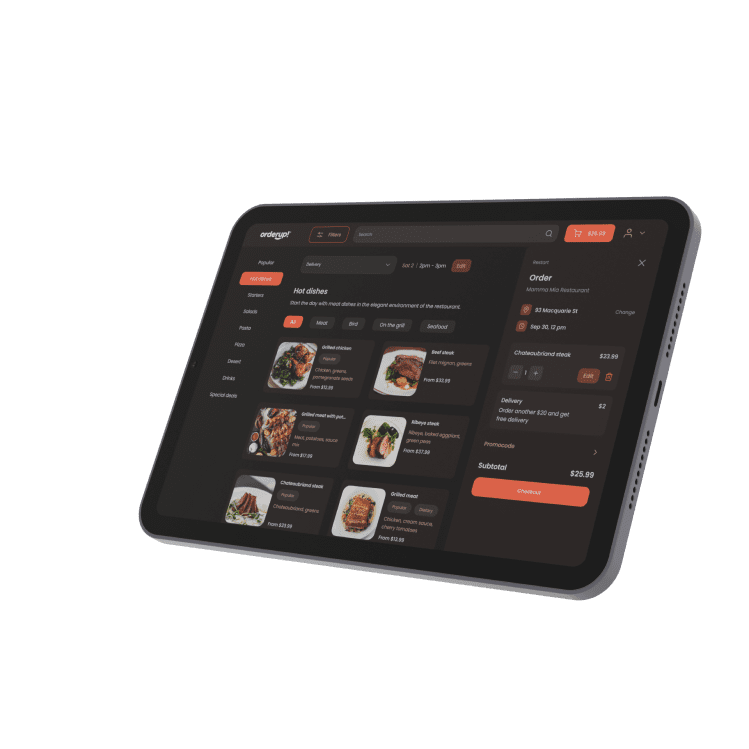 orderup!
Filters
Search
$25.99
Popular
Hot dishes
Starters
Salads
Pasta
Pizza
Desert
Drinks
Special deals
Delivery
Sat 2 | 2pm - 3pm
Edit
Hot dishes
Start the day with meat dishes in the elegant environment of the restaurant.
All
Meat
Bird
On the grill
Seafood
Grilled chicken
Popular
Chicken, greens
pomegranate seeds
From $12.99
Beef steak
Filet mignon, greens
From $33.99
Grilled meat with pot...
Popular
Meat, potatoes, sauce
mix
From $17.99
Ribeye steak
Ribeye, baked eggplant,
green peas
From $37.99
Chateaubriand steak
Popular
Chateaubriand, greens
From $23.99
Grilled meat
Popular
Dietary
Chicken, cream sauce,
cherry tomatoes
From $13.99
Restart
Order
Mamma Mia Restaurant
93 Macquarie St
Change
Sep 30, 12 pm
Chateaubriand steak
$23.99
1
Edit
Delivery
$2
Order another $20 and get
free delivery
Promocode
Subtotal
$25.99
Checkout